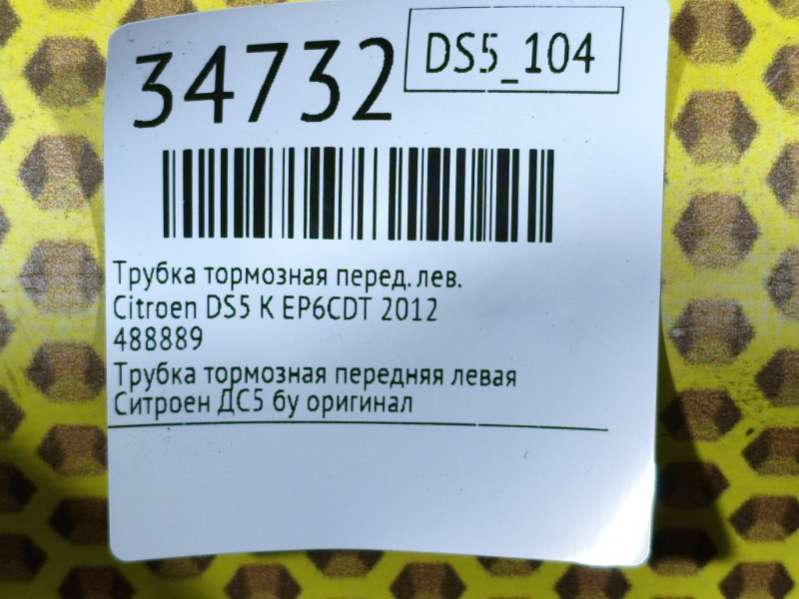 34732
DS5_104
Трубка тормозная перед. лев.
Citroen DS5 K EP6CDT 2012
488889
Трубка тормозная передняя левая
Ситроен ДС5 бу оригинал